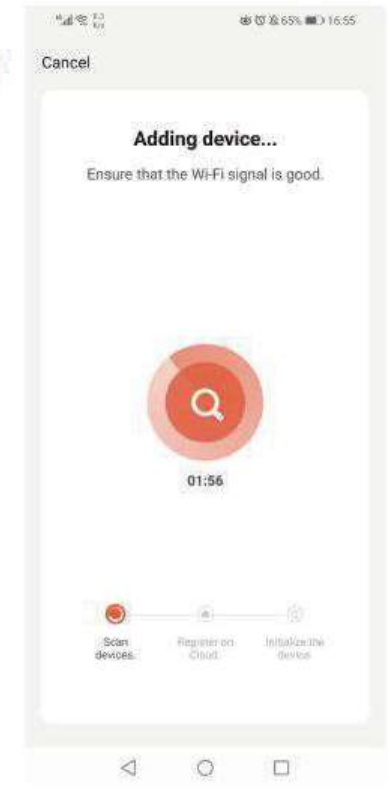 65% 16:55
Cancel
Adding device...
Ensure that the Wi-Fi signal is good.
01:56
Scan
devices.
Register on
Cloud.
Initialize the
device.